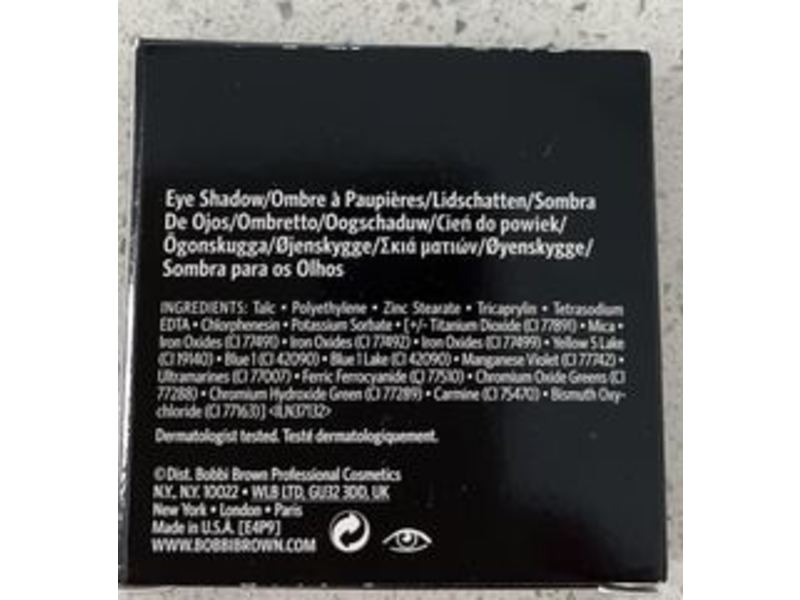 Eye Shadow/Ombre à Paupières/Lidschatten/Sombra
De Ojos/Ombretto/Oogschaduw/Cień do powiek/
Ögonskugga/Øjenskygge/Σκιά ματιών/Øyenskygge/
Sombra para os Olhos
INGREDIENTS: Talc • Polyethylene • Zinc Stearate • Tricaprylin • Tetrasodium
EDTA • Chlorphenesin • Potassium Sorbate • [+/- Titanium Dioxide (CI 77891) • Mica •
Iron Oxides (CI 77491) • Iron Oxides (CI 77492) • Iron Oxides (CI 77499) • Yellow 5 Lake
(CI 19140) • Blue 1 (CI 42090) • Blue 1 Lake (CI 42090) • Manganese Violet (CI 77742) •
Ultramarines (CI 77007) • Ferric Ferrocyanide (CI 77510) • Chromium Oxide Greens (CI
77288) • Chromium Hydroxide Green (CI 77289) • Carmine (CI 75470) • Bismuth Oxy-
chloride (CI 77163)] <ILN37132>
Dermatologist tested. Testé dermatologiquement.
© Dist. Bobbi Brown Professional Cosmetics
N.Y., N.Y. 10022 • WLB LTD, GU32 3DD, UK
New York • London • Paris
Made in U.S.A. [E4P9]
WWW.BOBBIBROWN.COM